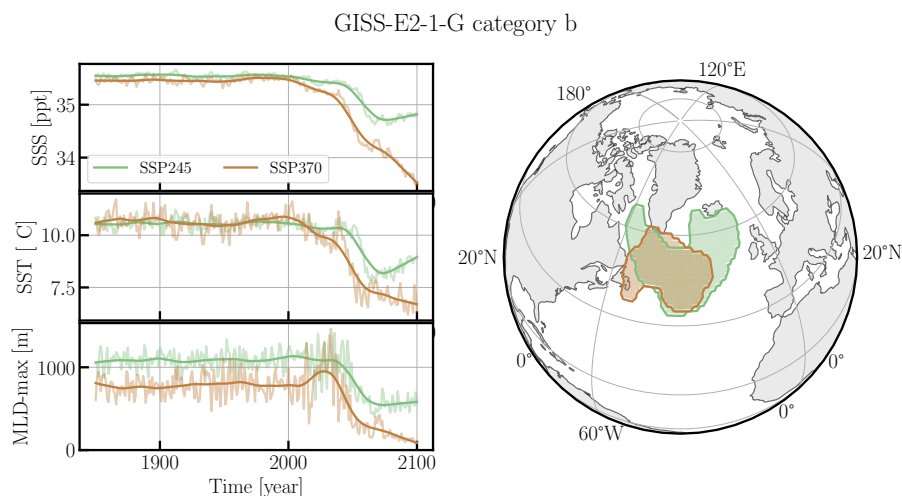 GISS-E2-1-G category b
SSS [ppt]
35
34
SSP245
SSP370
SST [ C]
10.0
7.5
MLD-max [m]
1000
0
1900
2000
2100
Time [year]
120°E
180°
20°N
20°N
0°
0°
0°
60°W